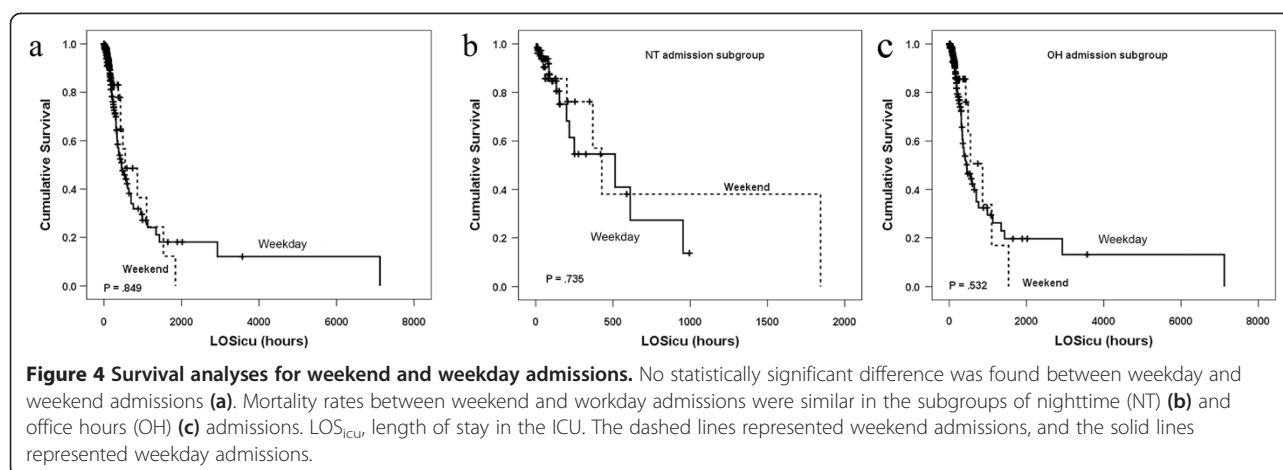 a
1.0
0.8
0.6
0.4
0.2
0.0
Cumulative Survival
Weekday
Weekend
P = .849
0 2000 4000 6000 8000
LOSicu (hours)
b
NT admission subgroup
1.0
0.8
0.6
0.4
0.2
0.0
Cumulative Survival
Weekend
Weekday
P = .735
0 500 1000 1500 2000
LOSicu (hours)
c
OH admission subgroup
1.0
0.8
0.6
0.4
0.2
0.0
Cumulative Survival
Weekday
Weekend
P = .532
0 2000 4000 6000 8000
LOSicu (hours)
Figure 4 Survival analyses for weekend and weekday admissions. No statistically significant difference was found between weekday and
weekend admissions (a). Mortality rates between weekend and workday admissions were similar in the subgroups of nighttime (NT) (b) and
office hours (OH) (c) admissions. LOSicu, length of stay in the ICU. The dashed lines represented weekend admissions, and the solid lines
represented weekday admissions.